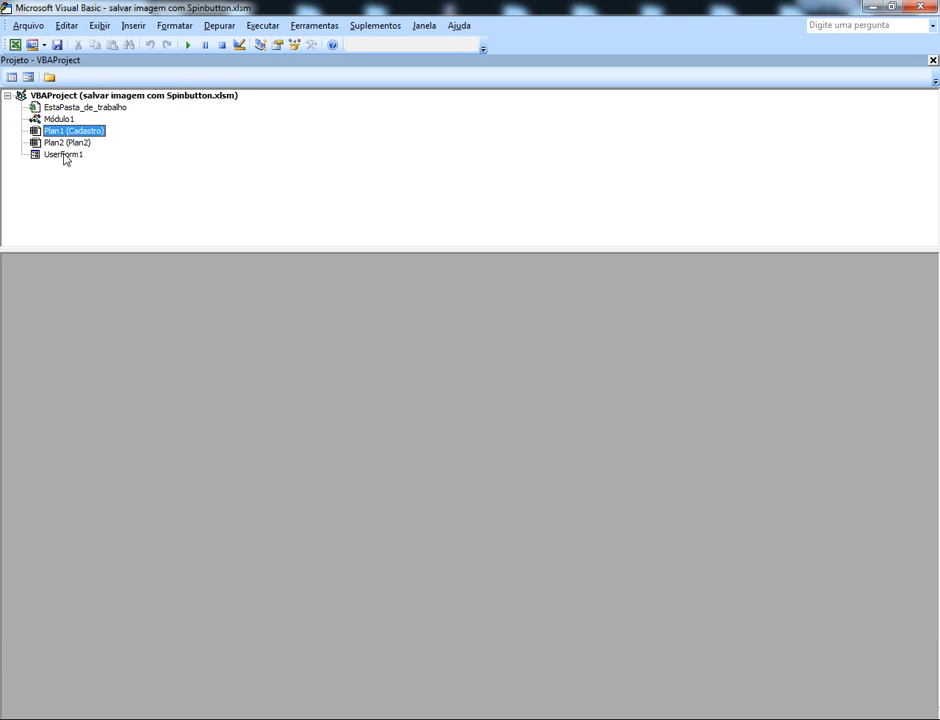 Microsoft Visual Basic - salvar imagem com Spinbutton.xlsm
Arquivo Editar Exibir Inserir Formatar Depurar Executar Ferramentas Suplementos Janela Ajuda Digite uma pergunta
Projeto - VBAProject
VBAProject (salvar imagem com Spinbutton.xlsm)
EstaPasta_de_trabalho
Módulo1
Plan1 (Cadastro)
Plan2 (Plan2)
UserForm1